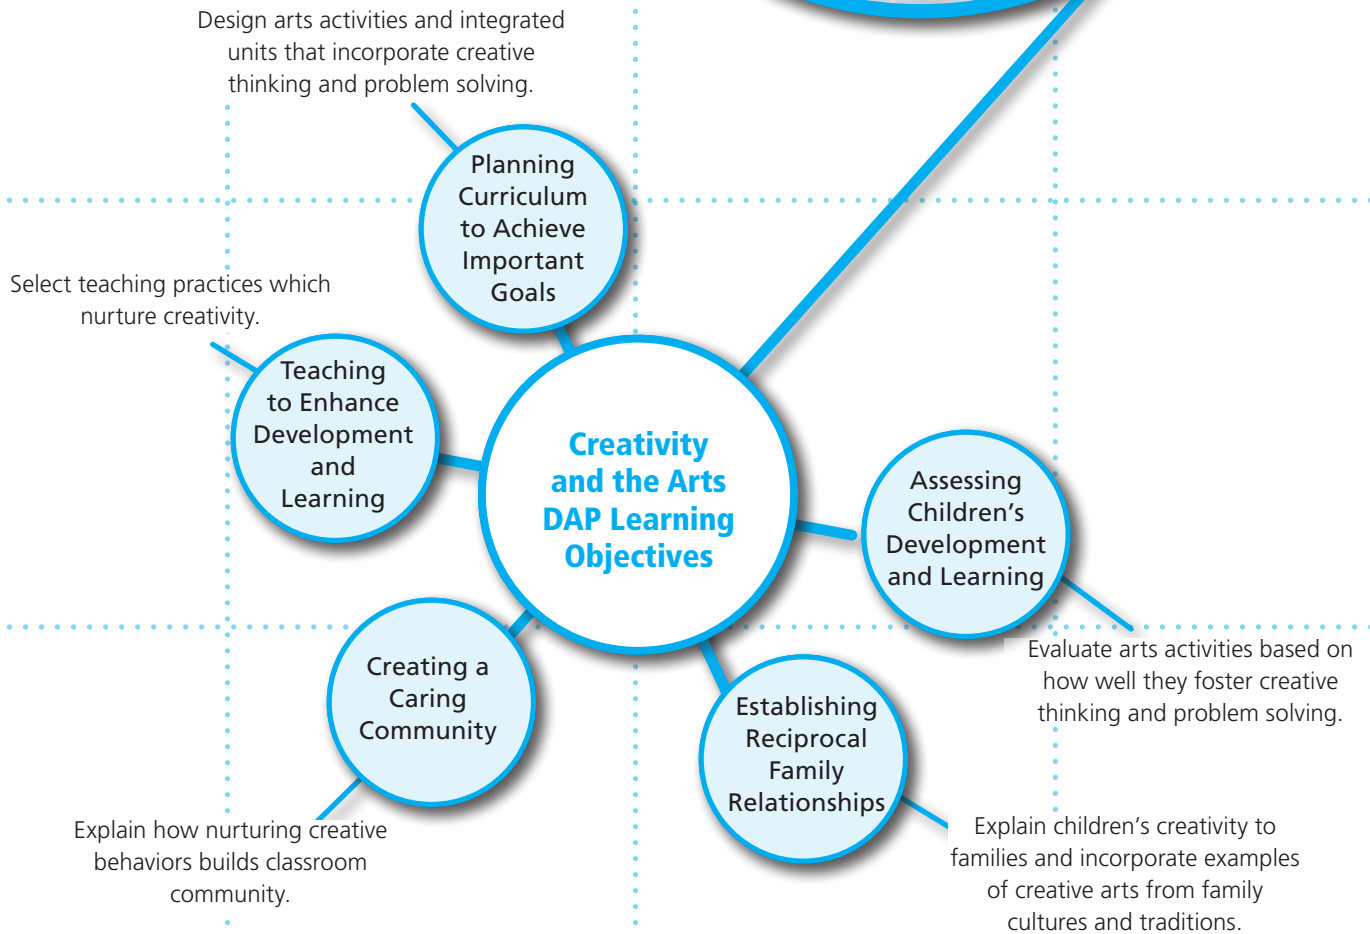 Design arts activities and integrated
units that incorporate creative
thinking and problem solving.
Planning
Curriculum
to Achieve
Important
Goals
Select teaching practices which
nurture creativity.
Teaching
to Enhance
Development
and
Learning
Creativity
and the Arts
DAP Learning
Objectives
Assessing
Children’s
Development
and Learning
Evaluate arts activities based on
how well they foster creative
thinking and problem solving.
Creating a
Caring
Community
Explain how nurturing creative
behaviors builds classroom
community.
Establishing
Reciprocal
Family
Relationships
Explain children’s creativity to
families and incorporate examples
of creative arts from family
cultures and traditions.